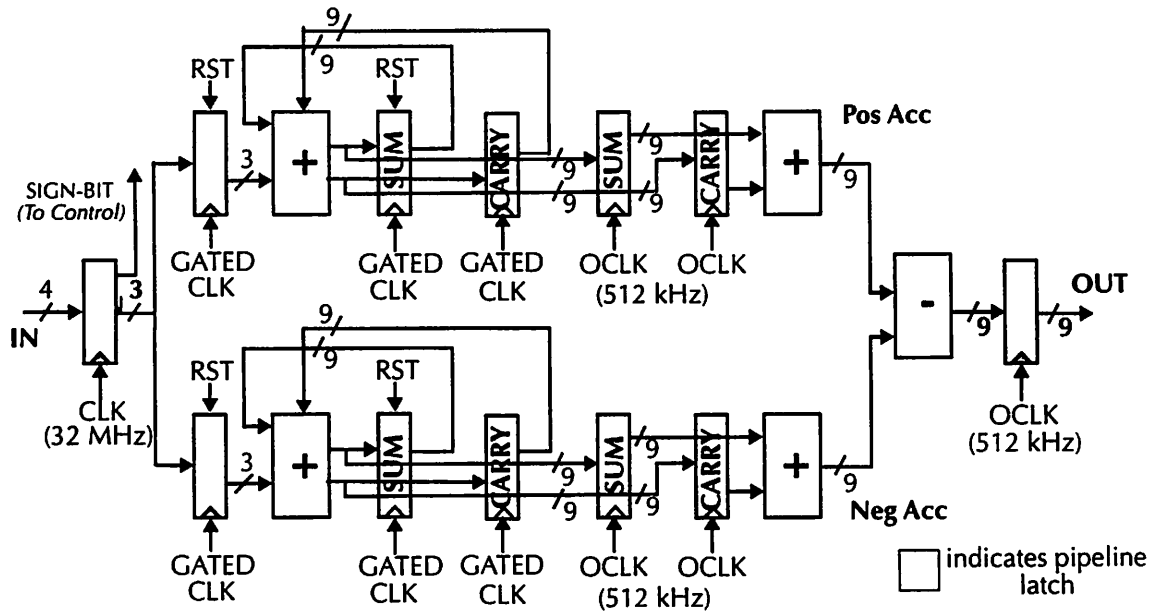 9
9
RST
RST
SUM
CARRY
SUM
CARRY
Pos Acc
+
+
3
9
9
9
9
9
SIGN-BIT
(To Control)
GATED
CLK
GATED
CLK
GATED
CLK
OCLK
(512 kHz)
OCLK
4
IN
3
CLK
(32 MHz)
-
9
9
OUT
OCLK
(512 kHz)
9
9
RST
RST
SUM
CARRY
SUM
CARRY
+
+
3
9
9
9
9
9
Neg Acc
GATED
CLK
GATED
CLK
GATED
CLK
OCLK
(512 kHz)
OCLK
indicates pipeline
latch